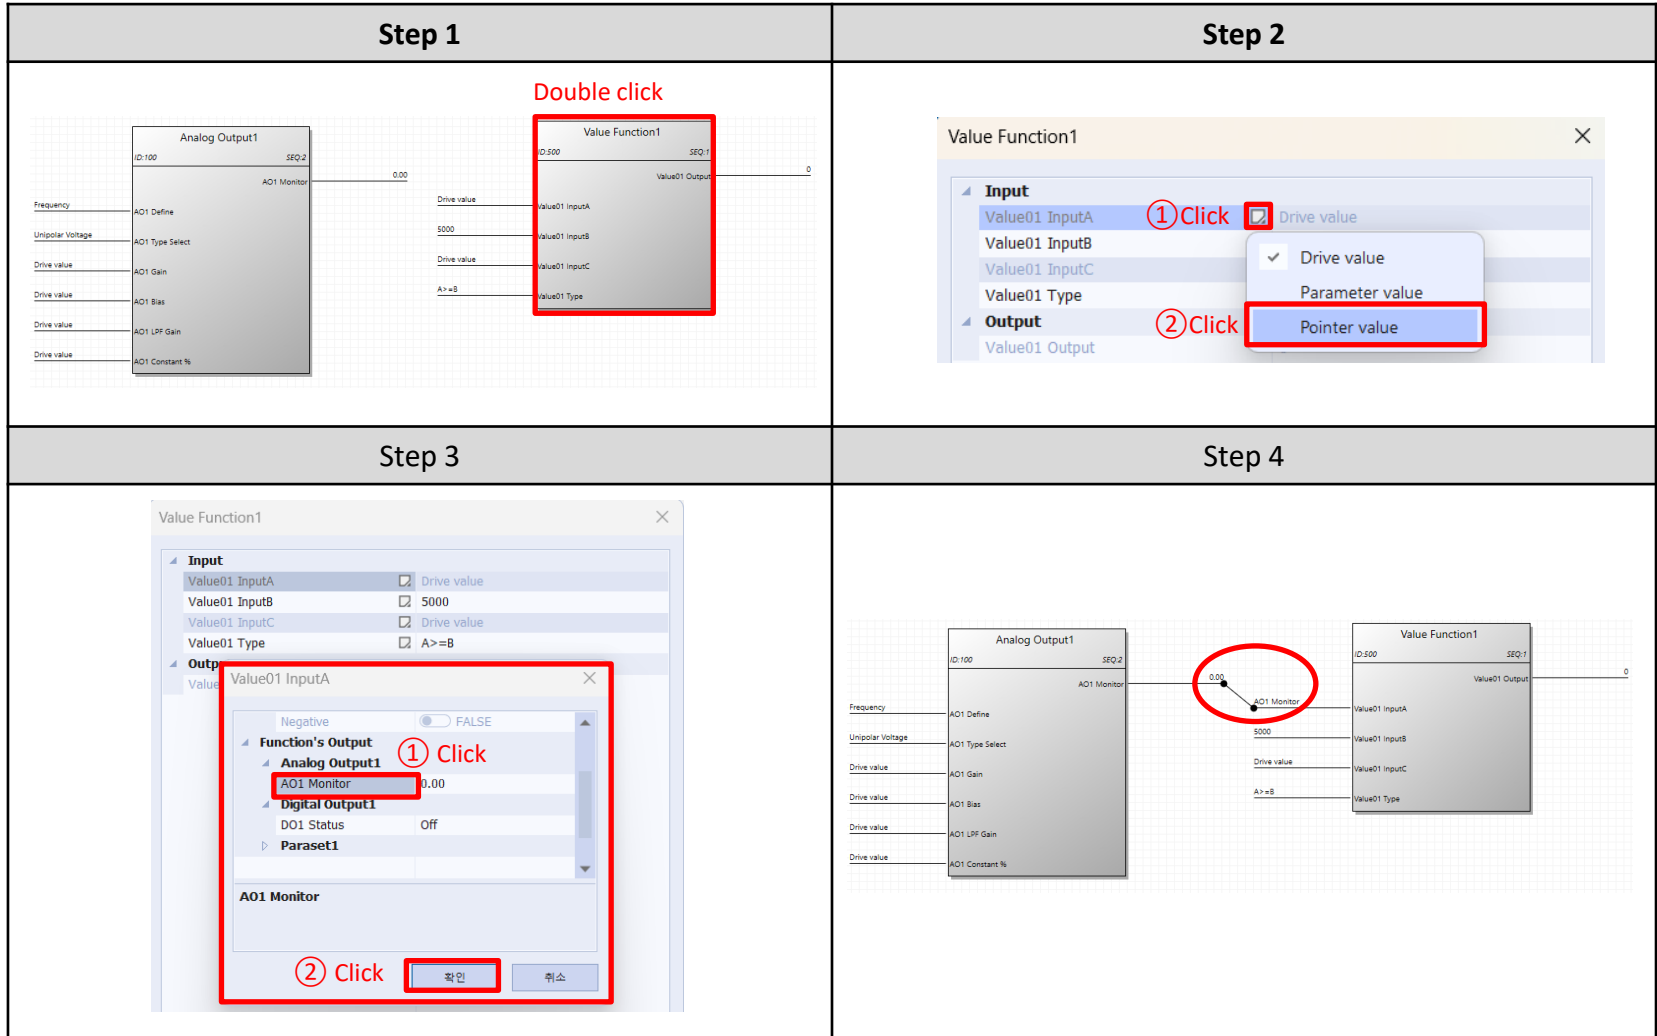 Step 1
Double click
Analog Output1
ID:100 SEQ:2
AO1 Monitor
0.00
Frequency
AO1 Define
Unipolar Voltage
AO1 Type Select
Drive value
AO1 Gain
Drive value
AO1 Bias
Drive value
AO1 LPF Gain
Drive value
AO1 Constant %
Value Function1
ID:500 SEQ:1
Value01 Output
0
Drive value
Value01 InputA
5000
Value01 InputB
Drive value
Value01 InputC
A>=B
Value01 Type
Step 2
Value Function1
Input
Value01 InputA ①Click Drive value
Value01 InputB
Value01 InputC
Value01 Type
Output
Value01 Output
Drive value
Parameter value
②Click Pointer value
Step 3
Value Function1
Input
Value01 InputA Drive value
Value01 InputB 5000
Value01 InputC Drive value
Value01 Type A>=B
Outp
Value
Value01 InputA
Negative FALSE
Function's Output
① Click
Analog Output1
AO1 Monitor 0.00
Digital Output1
DO1 Status Off
Paraset1
AO1 Monitor
② Click 확인 취소
Step 4
Analog Output1
ID:100 SEQ:2
AO1 Monitor
0.00
Frequency
AO1 Define
Unipolar Voltage
AO1 Type Select
Drive value
AO1 Gain
Drive value
AO1 Bias
Drive value
AO1 LPF Gain
Drive value
AO1 Constant %
Value Function1
ID:500 SEQ:1
Value01 Output
0
AO1 Monitor
Value01 InputA
5000
Value01 InputB
Drive value
Value01 InputC
A>=B
Value01 Type